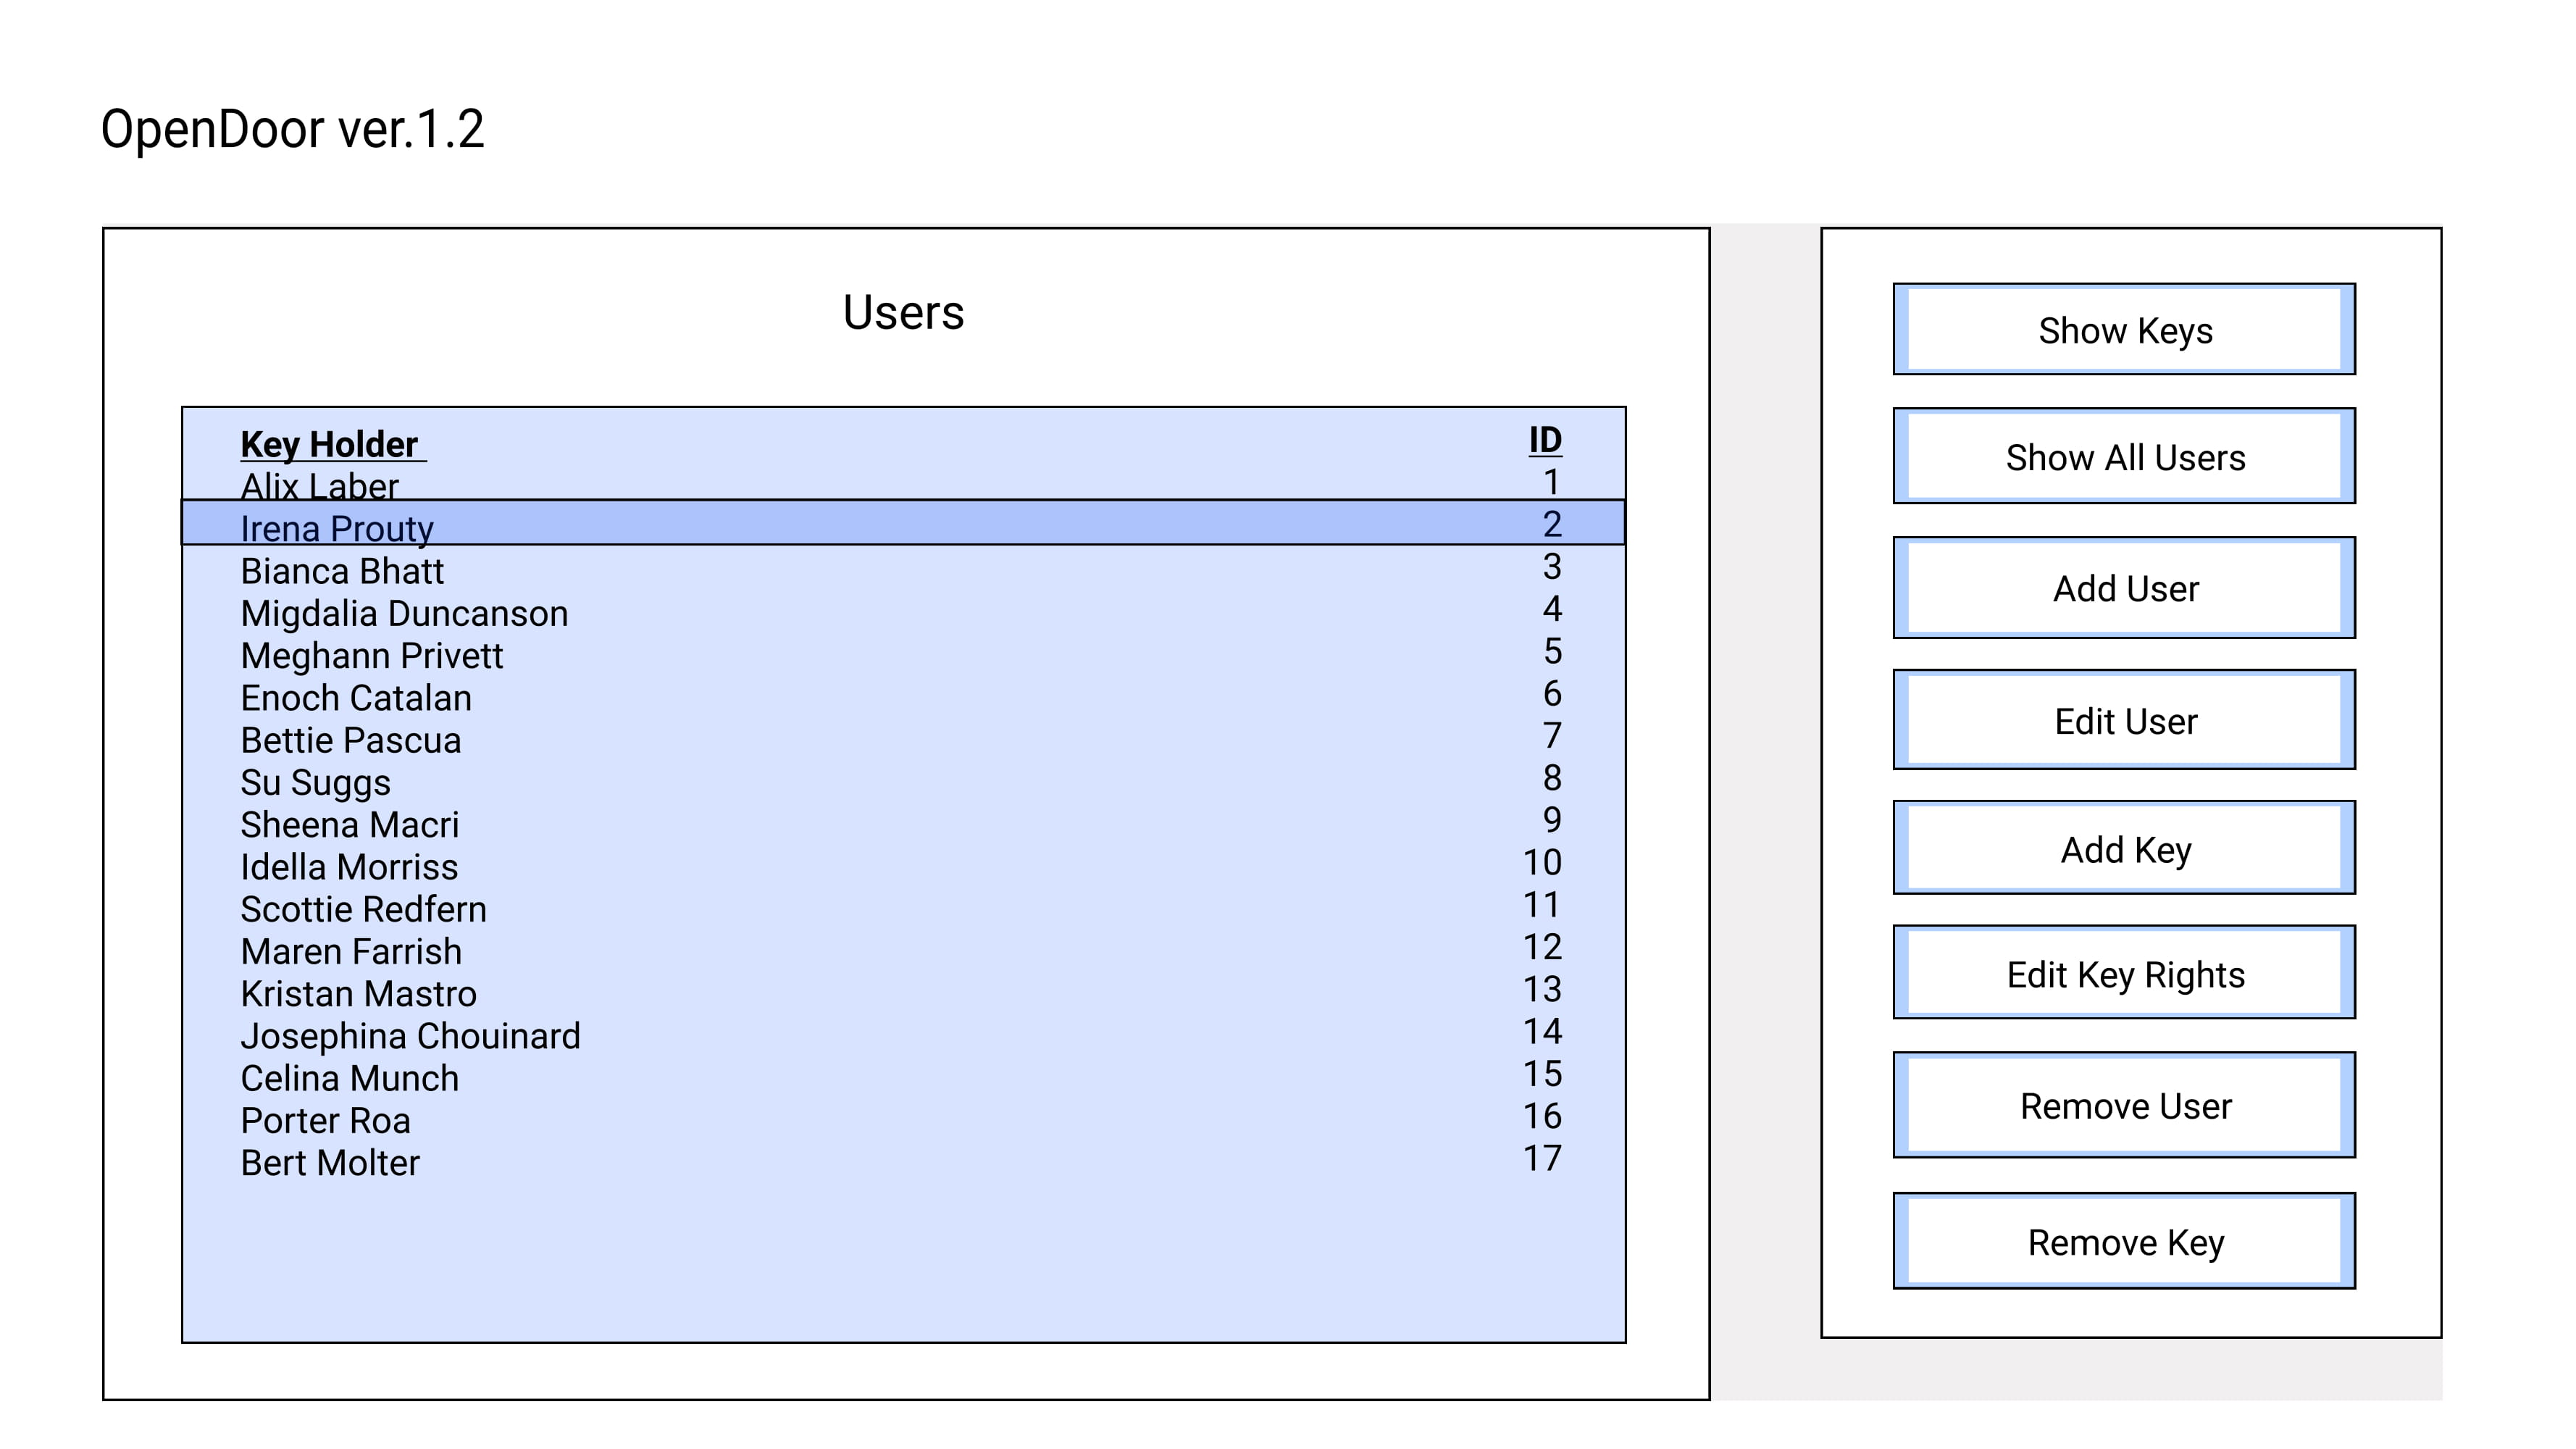 OpenDoor ver.1.2
Users
Key Holder ID
Alix Laber 1
Irena Prouty 2
Bianca Bhatt 3
Migdalia Duncanson 4
Meghann Privett 5
Enoch Catalan 6
Bettie Pascua 7
Su Suggs 8
Sheena Macri 9
Idella Morriss 10
Scottie Redfern 11
Maren Farrish 12
Kristan Mastro 13
Josephina Chouinard 14
Celina Munch 15
Porter Roa 16
Bert Molter 17
Show Keys
Show All Users
Add User
Edit User
Add Key
Edit Key Rights
Remove User
Remove Key